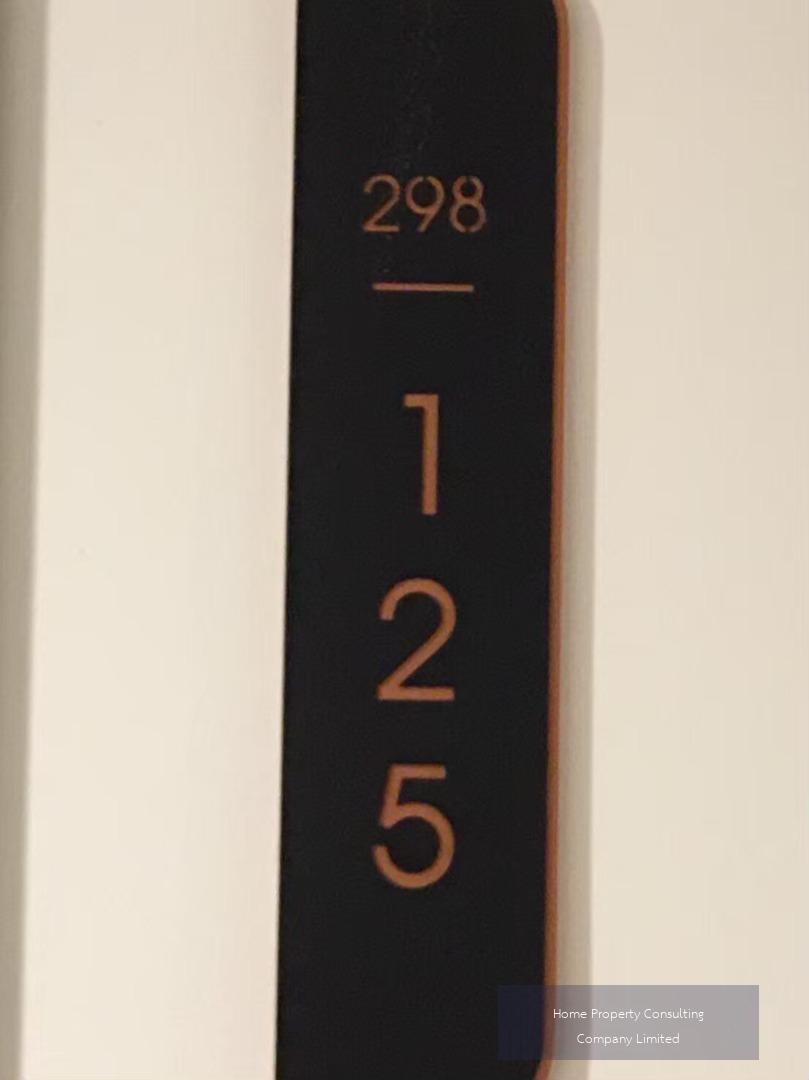 298
1
2
5
Home Property Consulting
Company Limited